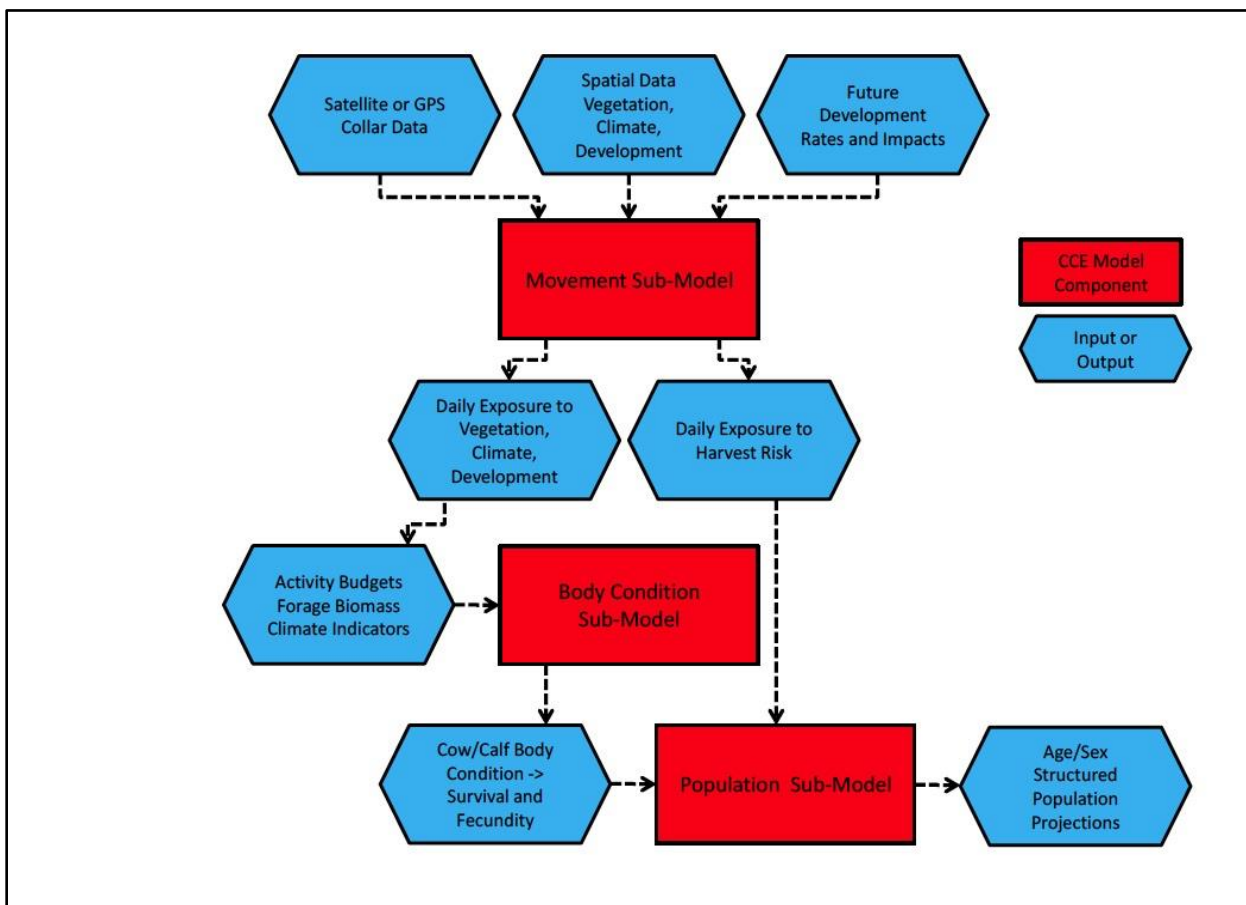 Satellite or GPS
Collar Data
Spatial Data
Vegetation,
Climate,
Development
Future
Development
Rates and Impacts
Movement Sub-Model
CCE Model
Component
Input or
Output
Daily Exposure to
Vegetation,
Climate,
Development
Daily Exposure to
Harvest Risk
Activity Budgets
Forage Biomass
Climate Indicators
Body Condition
Sub-Model
Cow/Calf Body
Condition ->
Survival and
Fecundity
Population Sub-Model
Age/Sex
Structured
Population
Projections